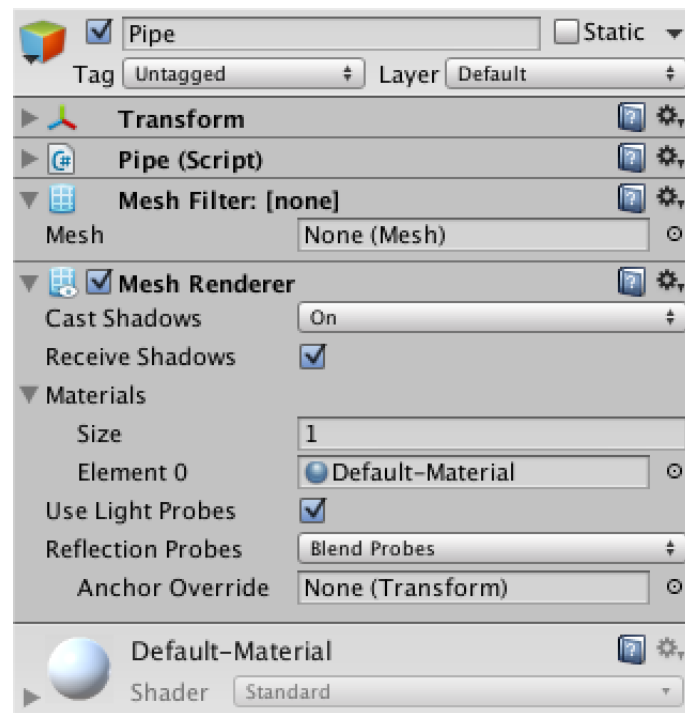 Pipe Static
Tag Untagged Layer Default
Transform
C# Pipe (Script)
Mesh Filter: [none]
Mesh None (Mesh)
Mesh Renderer
Cast Shadows On
Receive Shadows
Materials
Size 1
Element 0 Default-Material
Use Light Probes
Reflection Probes Blend Probes
Anchor Override None (Transform)
Default-Material
Shader Standard